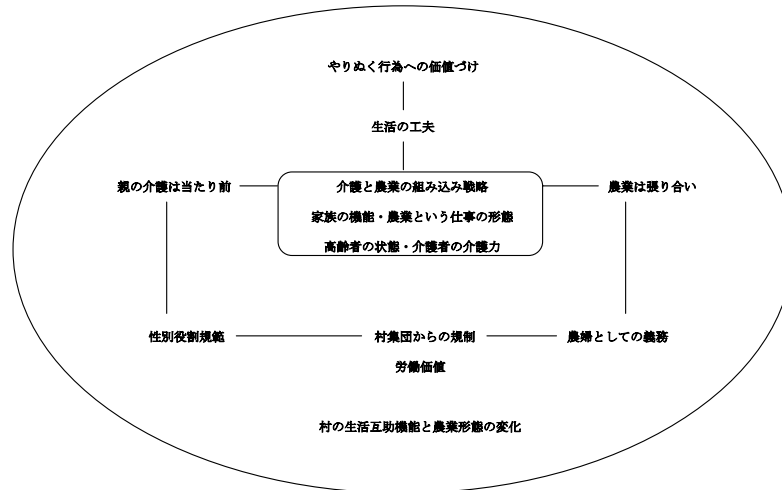 やりぬく行為への価値づけ
生活の工夫
親の介護は当たり前
介護と農業の組み込み戦略
農業は張り合い
家族の機能・農業という仕事の形態
高齢者の状態・介護者の介護力
性別役割規範
村集団からの規制
農婦としての義務
労働価値
村の生活互助機能と農業形態の変化